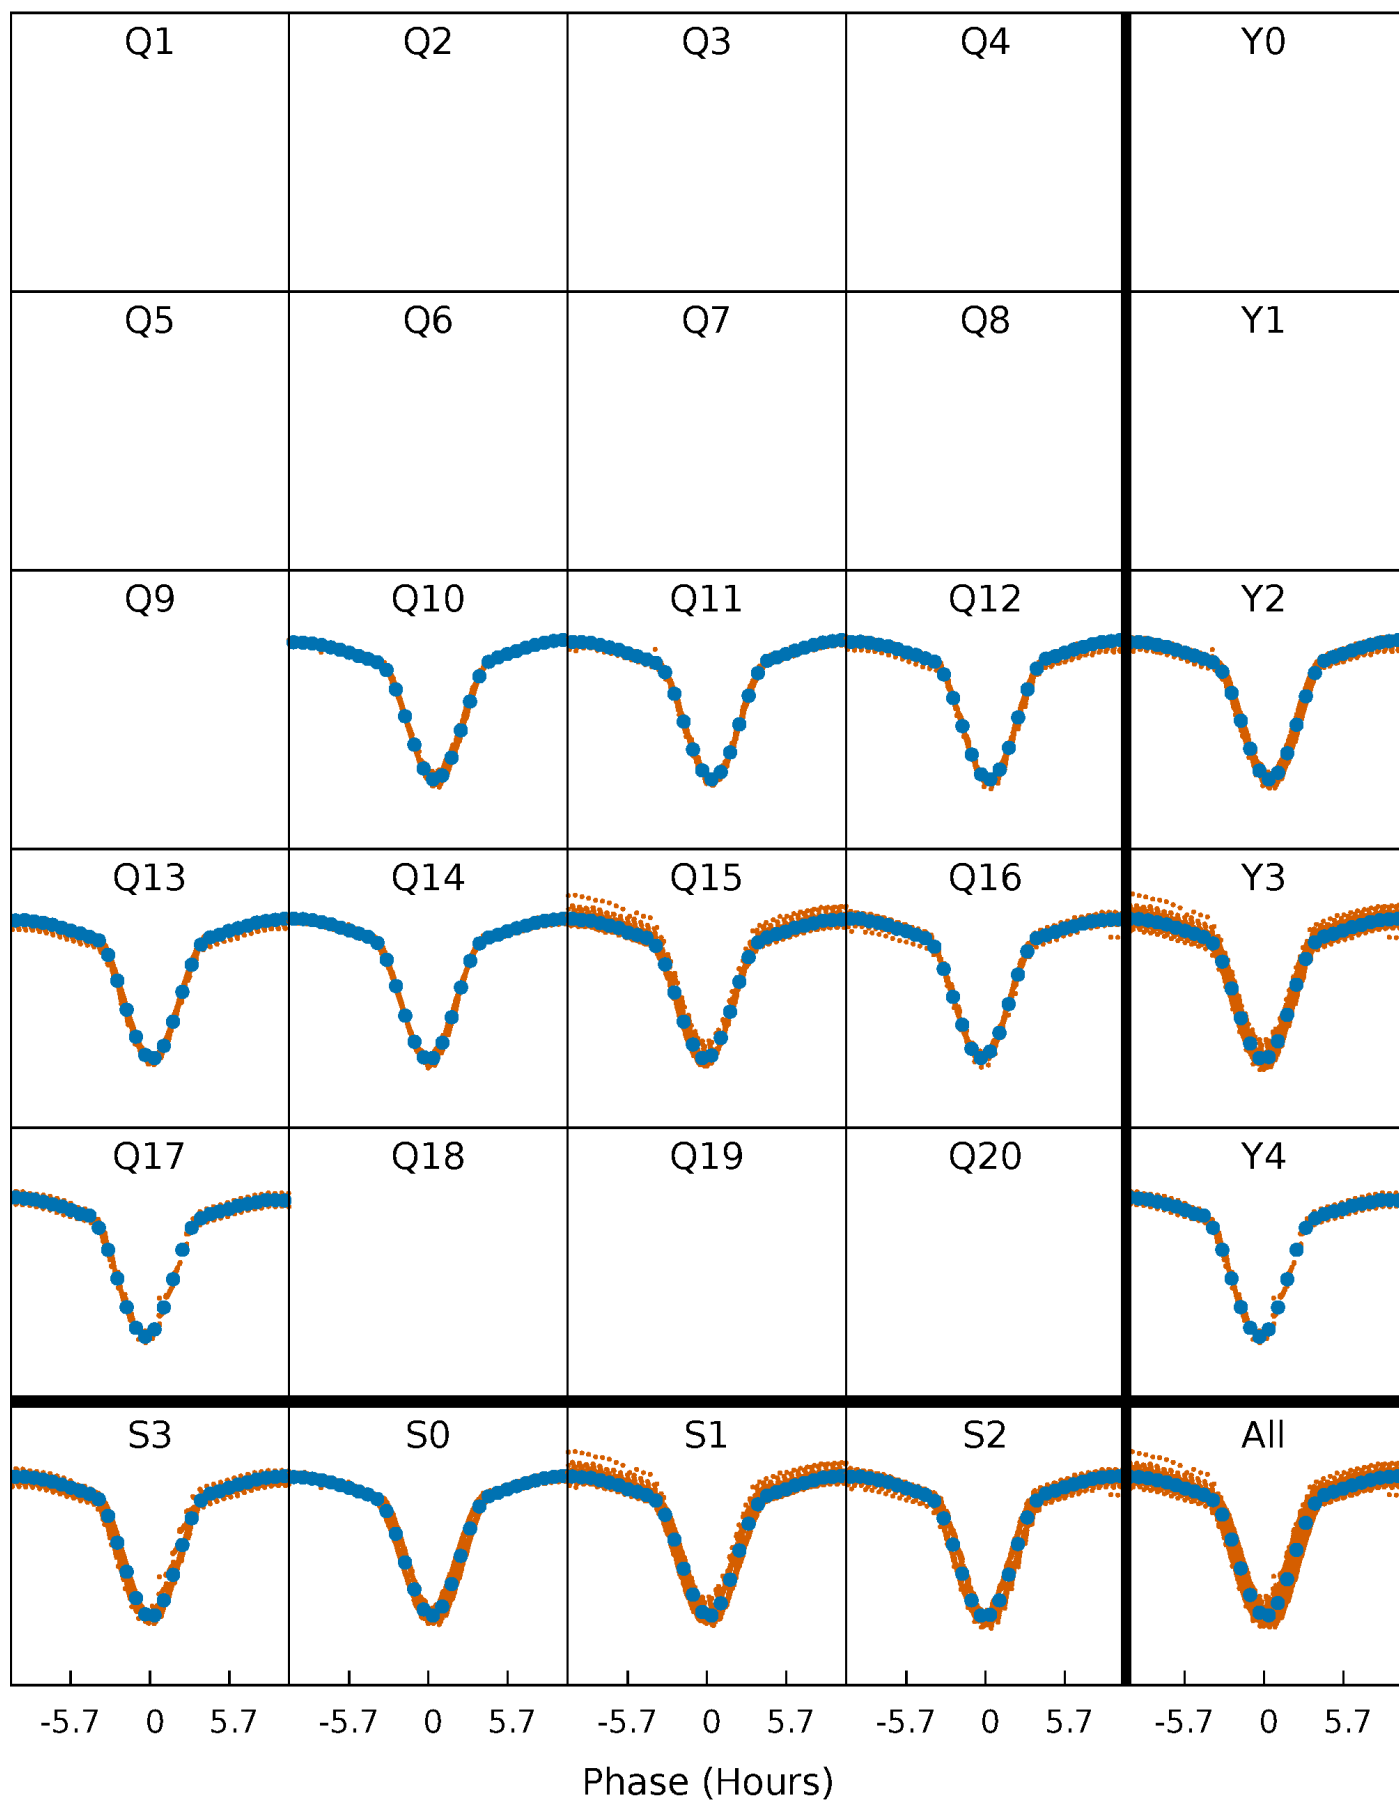 Q1 Q2 Q3 Q4 Y0
Q5 Q6 Q7 Q8 Y1
Q9 Q10 Q11 Q12 Y2
Q13 Q14 Q15 Q16 Y3
Q17 Q18 Q19 Q20 Y4
S3 S0 S1 S2 All
-5.7 0 5.7 -5.7 0 5.7 -5.7 0 5.7 -5.7 0 5.7 -5.7 0 5.7
Phase (Hours)